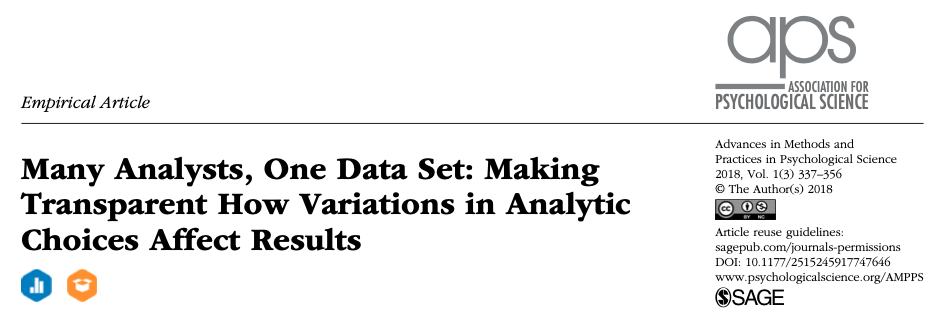 aps
ASSOCIATION FOR
PSYCHOLOGICAL SCIENCE
Empirical Article
Many Analysts, One Data Set: Making
Transparent How Variations in Analytic
Choices Affect Results
Advances in Methods and
Practices in Psychological Science
2018, Vol. 1(3) 337–356
© The Author(s) 2018
cc BY NC
Article reuse guidelines:
sagepub.com/journals-permissions
DOI: 10.1177/2515245917747646
www.psychologicalscience.org/AMPPS
SAGE